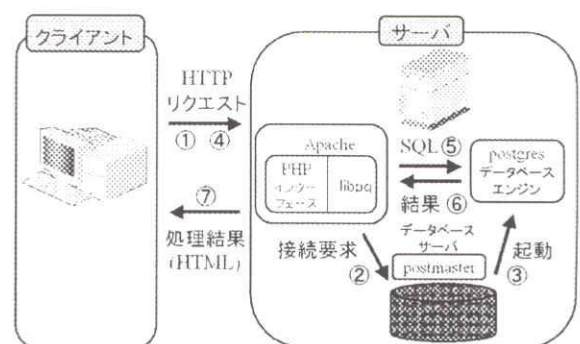 クライアント
サーバ
HTTP
リクエスト
① ④
Apache
PHP
インター
フェース
libpq
SQL⑤
結果 ⑥
postgres
データベース
エンジン
⑦
処理結果
(HTML)
接続要求
②
データベース
サーバ
postmaster
起動
③